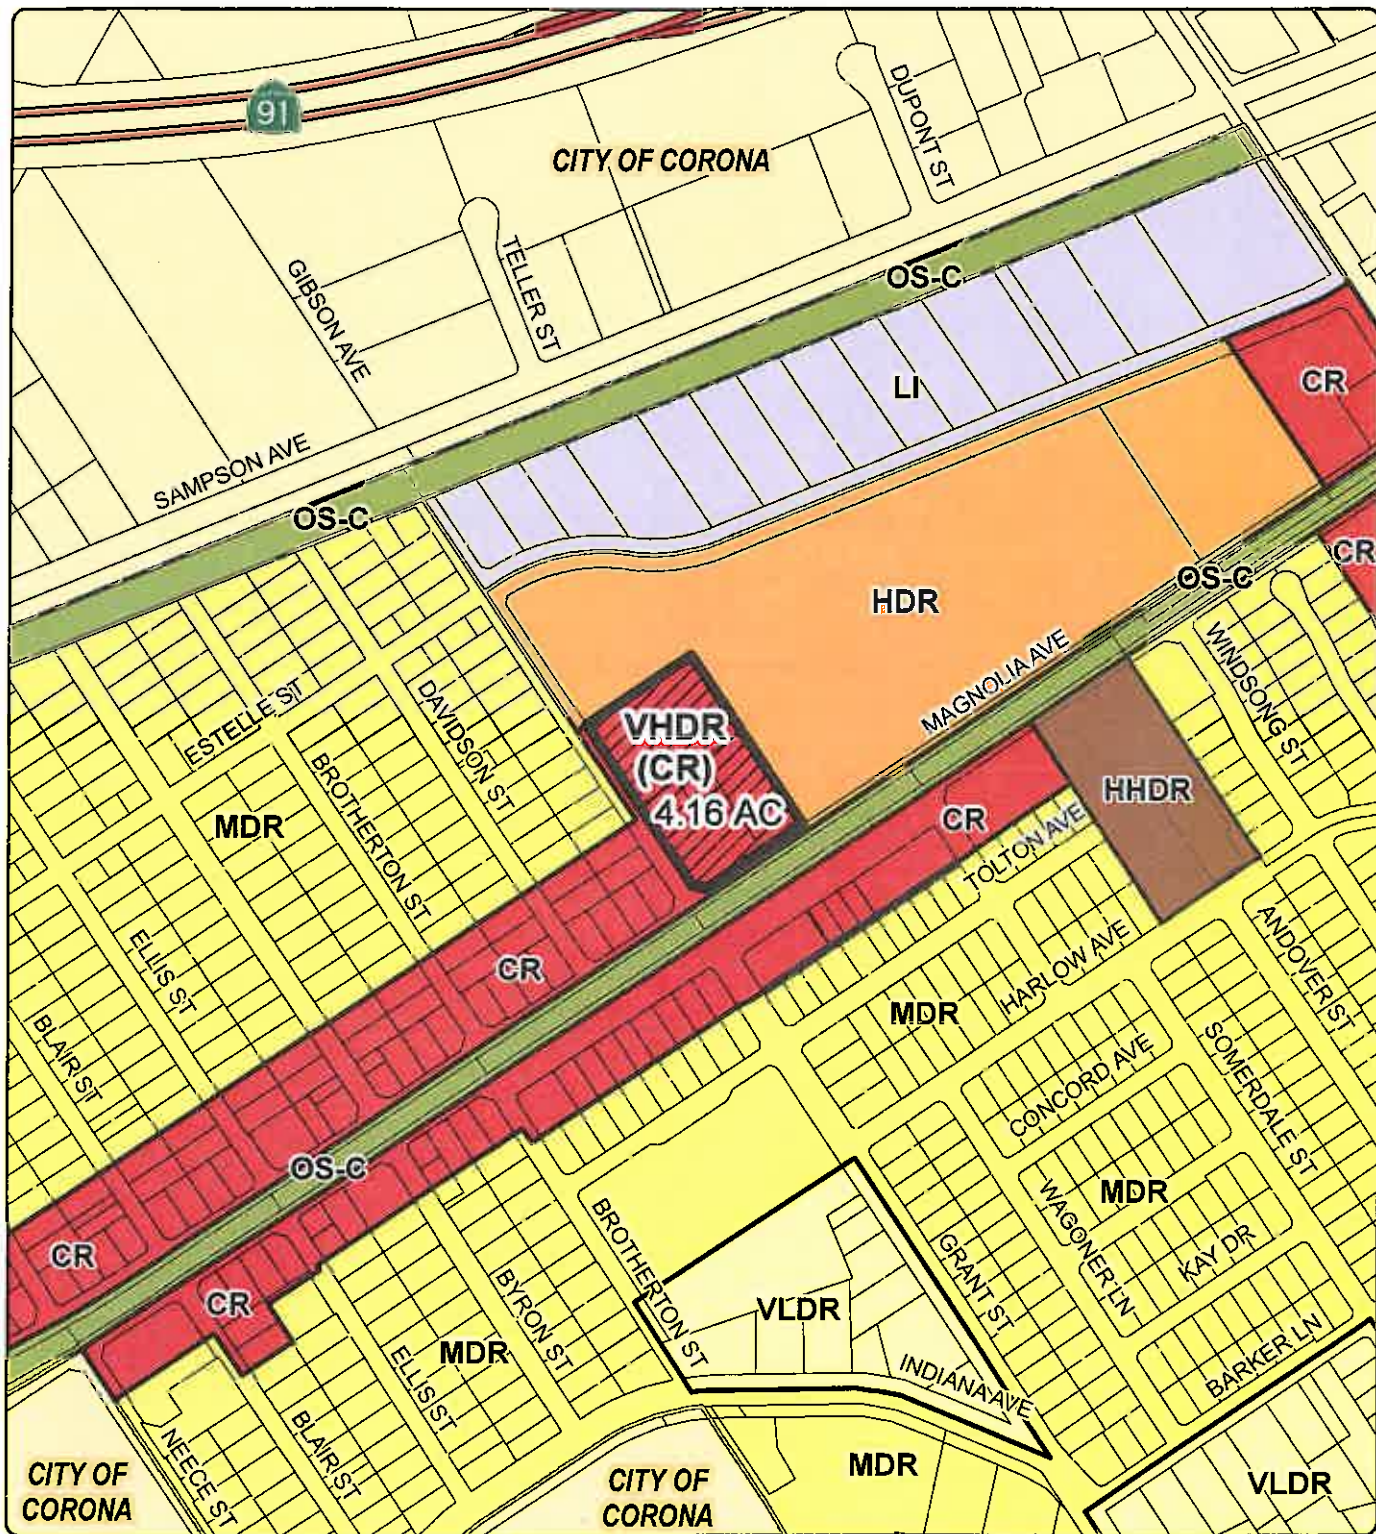 91
DUPONT ST
CITY OF CORONA
TELLER ST
GIBSON AVE
OS-C
LI
CR
SAMPSON AVE
OS-C
CR
OS-C
HDR
WINDSONG ST
MAGNOLIA AVE
ESTELLE ST
DAVIDSON ST
VHDR
(CR)
4.16 AC
BROTHERTON ST
HHDR
MDR
CR
TOLTON AVE
ELLIS ST
CR
ANDOVER ST
HARLOW AVE
MDR
BLAIR ST
CONCORD AVE
SOMERDALE ST
OS-C
MDR
WAGONER LN
CR
BROTHERTON ST
GRANT ST
KAY DR
CR
VLDR
BYRON ST
MDR
ELLIS ST
INDIANA AVE
BARKER LN
NEECE ST
BLAIR ST
MDR
CITY OF
CORONA
CITY OF
CORONA
VLDR